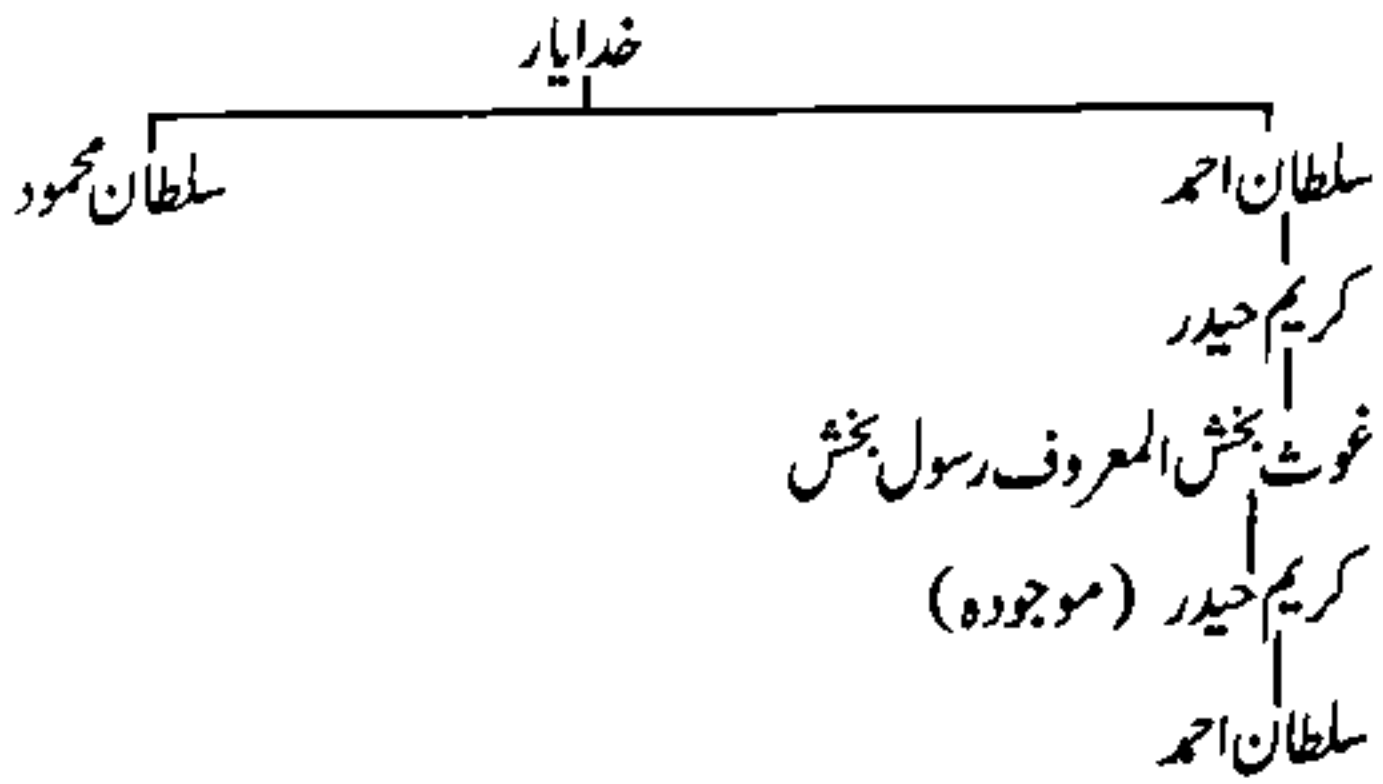 خدایار
سلطان احمد سلطان محمود
کریم حیدر
غوث بخش المعروف رسول بخش
کریم حیدر (موجودہ)
سلطان احمد